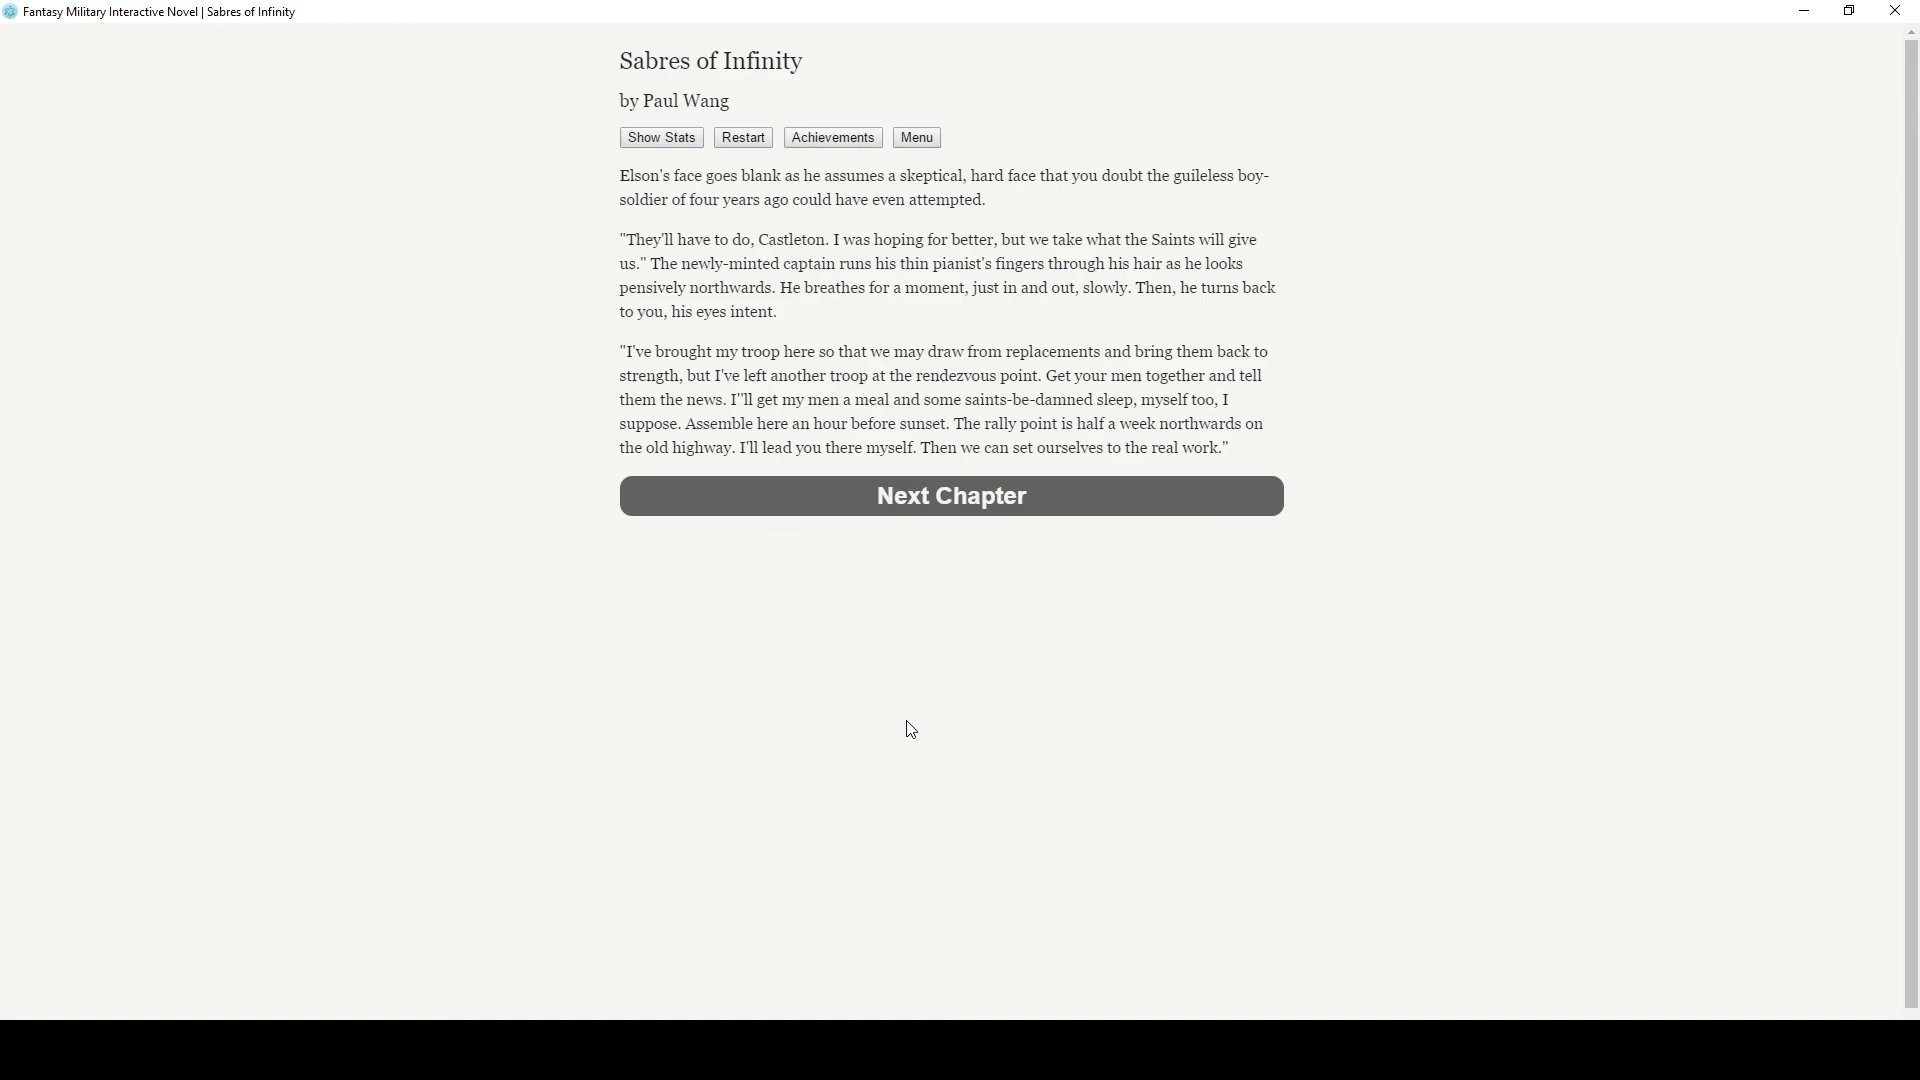 Fantasy Military Interactive Novel | Sabres of Infinity
Sabres of Infinity
by Paul Wang
Show Stats Restart Achievements Menu
Elson's face goes blank as he assumes a skeptical, hard face that you doubt the guileless boy-
soldier of four years ago could have even attempted.
"They'll have to do, Castleton. I was hoping for better, but we take what the Saints will give
us." The newly-minted captain runs his thin pianist's fingers through his hair as he looks
pensively northwards. He breathes for a moment, just in and out, slowly. Then, he turns back
to you, his eyes intent.
"I've brought my troop here so that we may draw from replacements and bring them back to
strength, but I've left another troop at the rendezvous point. Get your men together and tell
them the news. I"ll get my men a meal and some saints-be-damned sleep, myself too, I
suppose. Assemble here an hour before sunset. The rally point is half a week northwards on
the old highway. I'll lead you there myself. Then we can set ourselves to the real work."
Next Chapter